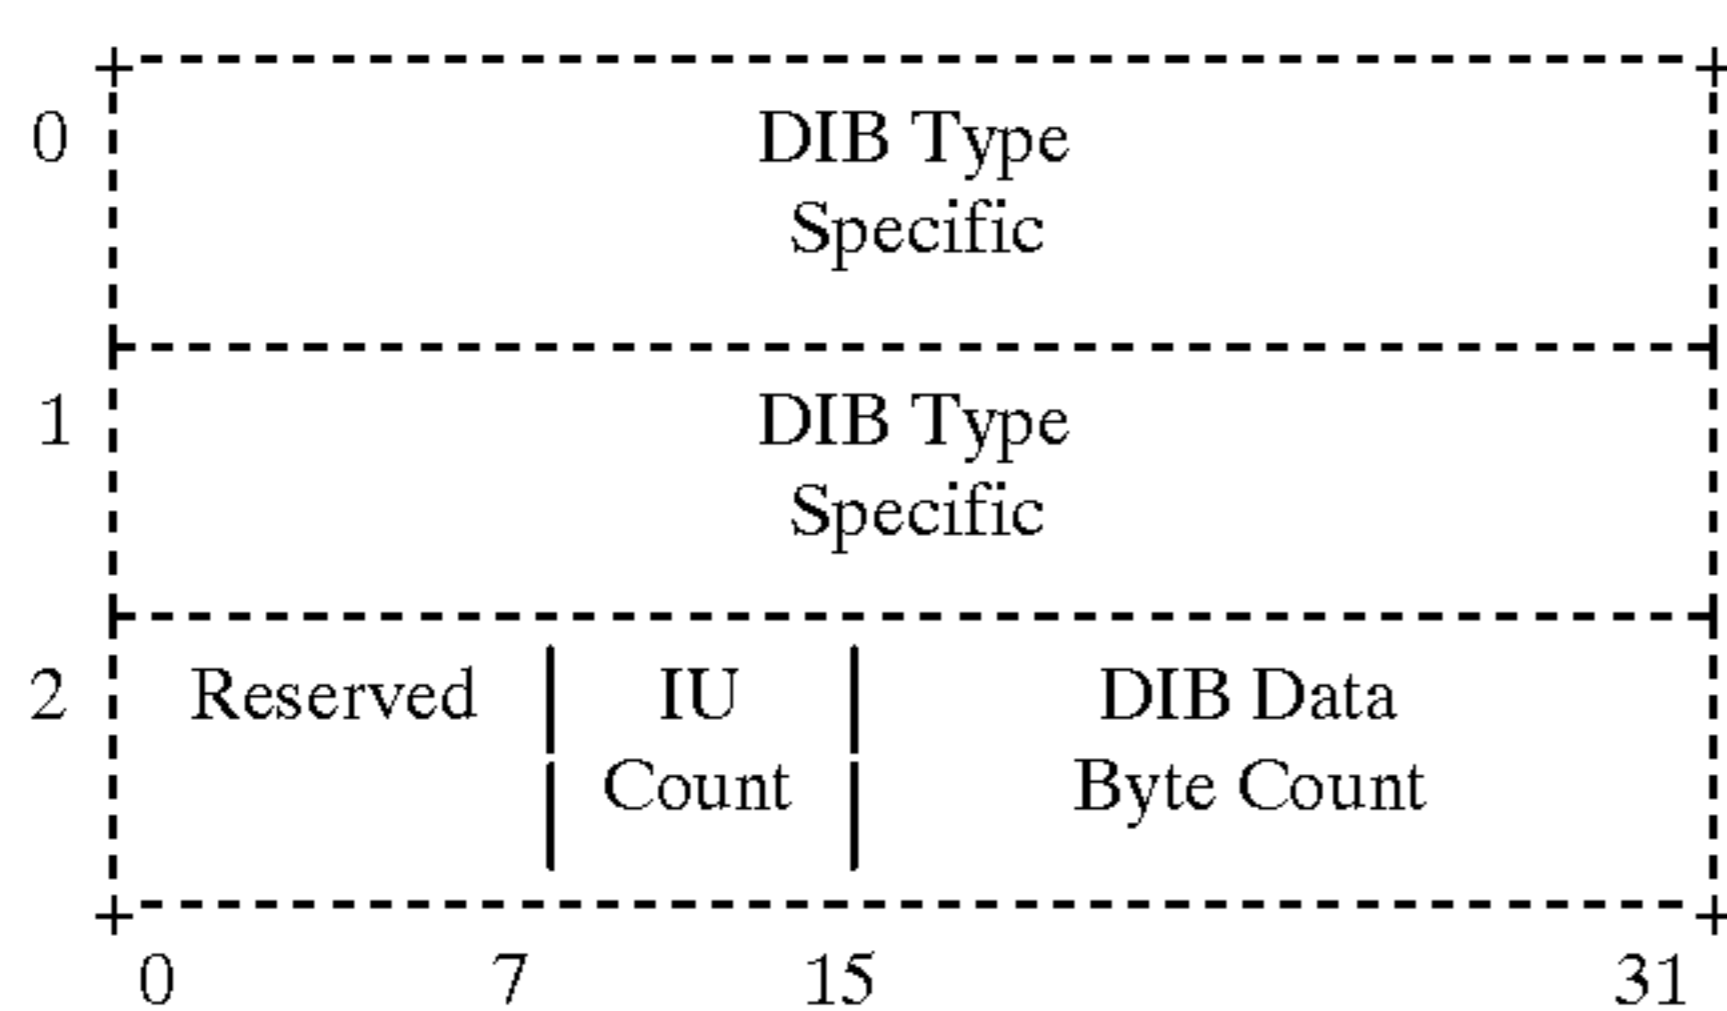 0 DIB Type
Specific
1 DIB Type
Specific
2 Reserved IU DIB Data
Count Byte Count
0 7 15 31